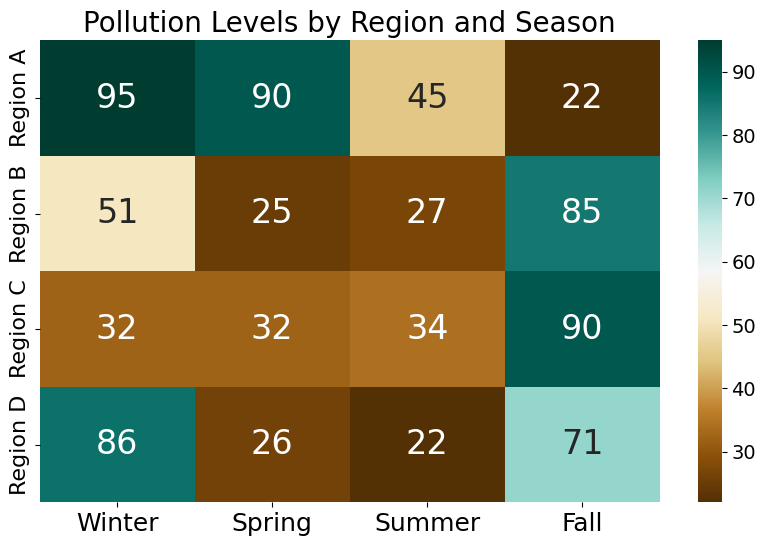 Pollution Levels by Region and Season
Region A
95 90 45 22
Region B
51 25 27 85
Region C
32 32 34 90
Region D
86 26 22 71
Winter Spring Summer Fall
90
80
70
60
50
40
30